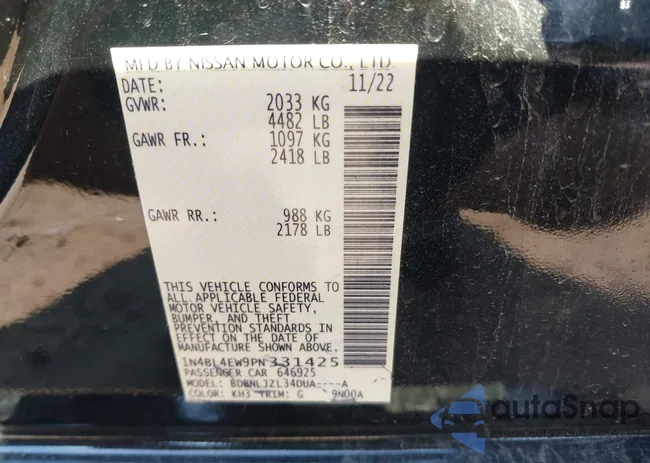 MFD BY NISSAN MOTOR CO., LTD.
DATE: 11/22
GVWR: 2033 KG
4482 LB
GAWR FR.: 1097 KG
2418 LB
GAWR RR.: 988 KG
2178 LB
THIS VEHICLE CONFORMS TO
ALL APPLICABLE FEDERAL
MOTOR VEHICLE SAFETY,
BUMPER, AND THEFT
PREVENTION STANDARDS IN
EFFECT ON THE DATE OF
MANUFACTURE SHOWN ABOVE.
1N4BL4EW9PN331425
PASSENGER CAR 646925
MODEL: BDBNLJZL34DUA----A
COLOR: KH3 TRIM: G 9N00A
autoSnap